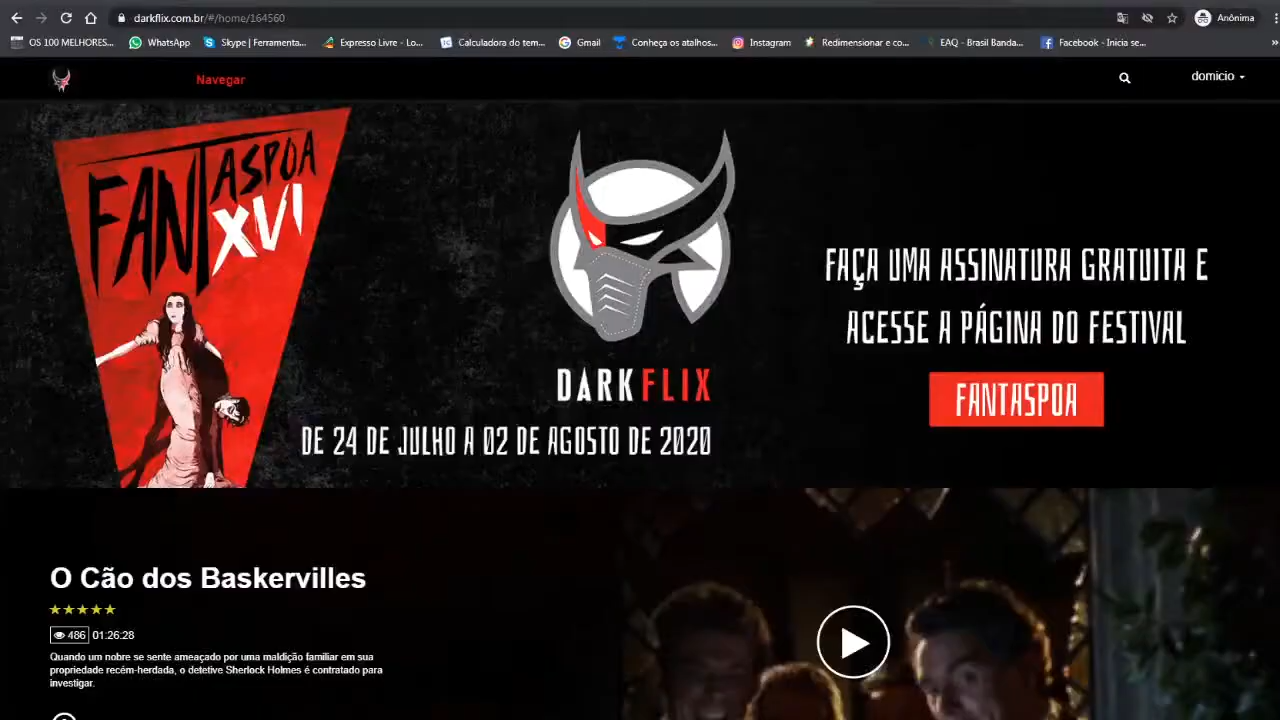 darkflix.com.br/#/home/164560
Anônima
OS 100 MELHORES...
WhatsApp
Skype | Ferramenta...
Expresso Livre - Lo...
Calculadora do tem...
Gmail
Conheça os atalhos...
Instagram
Redimensionar e co...
EAQ - Brasil Banda...
Facebook - Inicia se...
»
Navegar
domicio
FANTASPOA
XVI
DARKFLIX
DE 24 DE JULHO A 02 DE AGOSTO DE 2020
FAÇA UMA ASSINATURA GRATUITA E
ACESSE A PÁGINA DO FESTIVAL
FANTASPOA
O Cão dos Baskervilles
486 01:26:28
Quando um nobre se sente ameaçado por uma maldição familiar em sua
propriedade recém-herdada, o detetive Sherlock Holmes é contratado para
investigar.